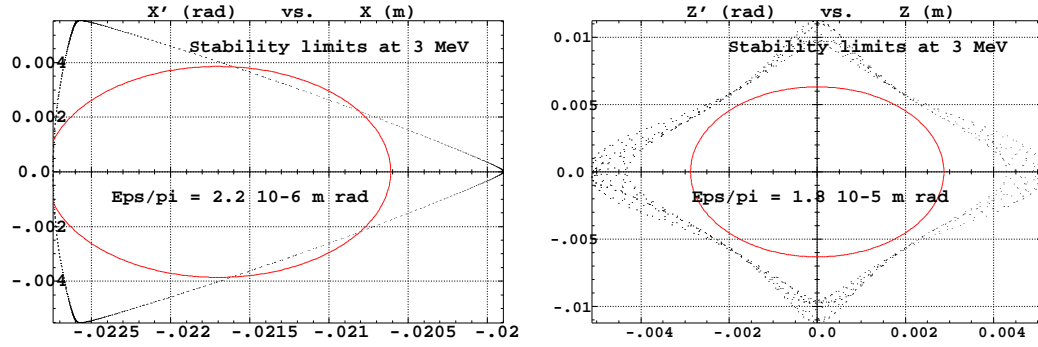 X' (rad) vs. X (m)
Stability limits at 3 MeV
0.004
0.002
0.0
-.002
-.004
Eps/pi = 2.2 10-6 m rad
-.0225 -.022 -.0215 -.021 -.0205 -.02
Z' (rad) vs. Z (m)
Stability limits at 3 MeV
0.01
0.005
0.0
-.005
-.01
Eps/pi = 1.8 10-5 m rad
-.004 -.002 0.0 0.002 0.004